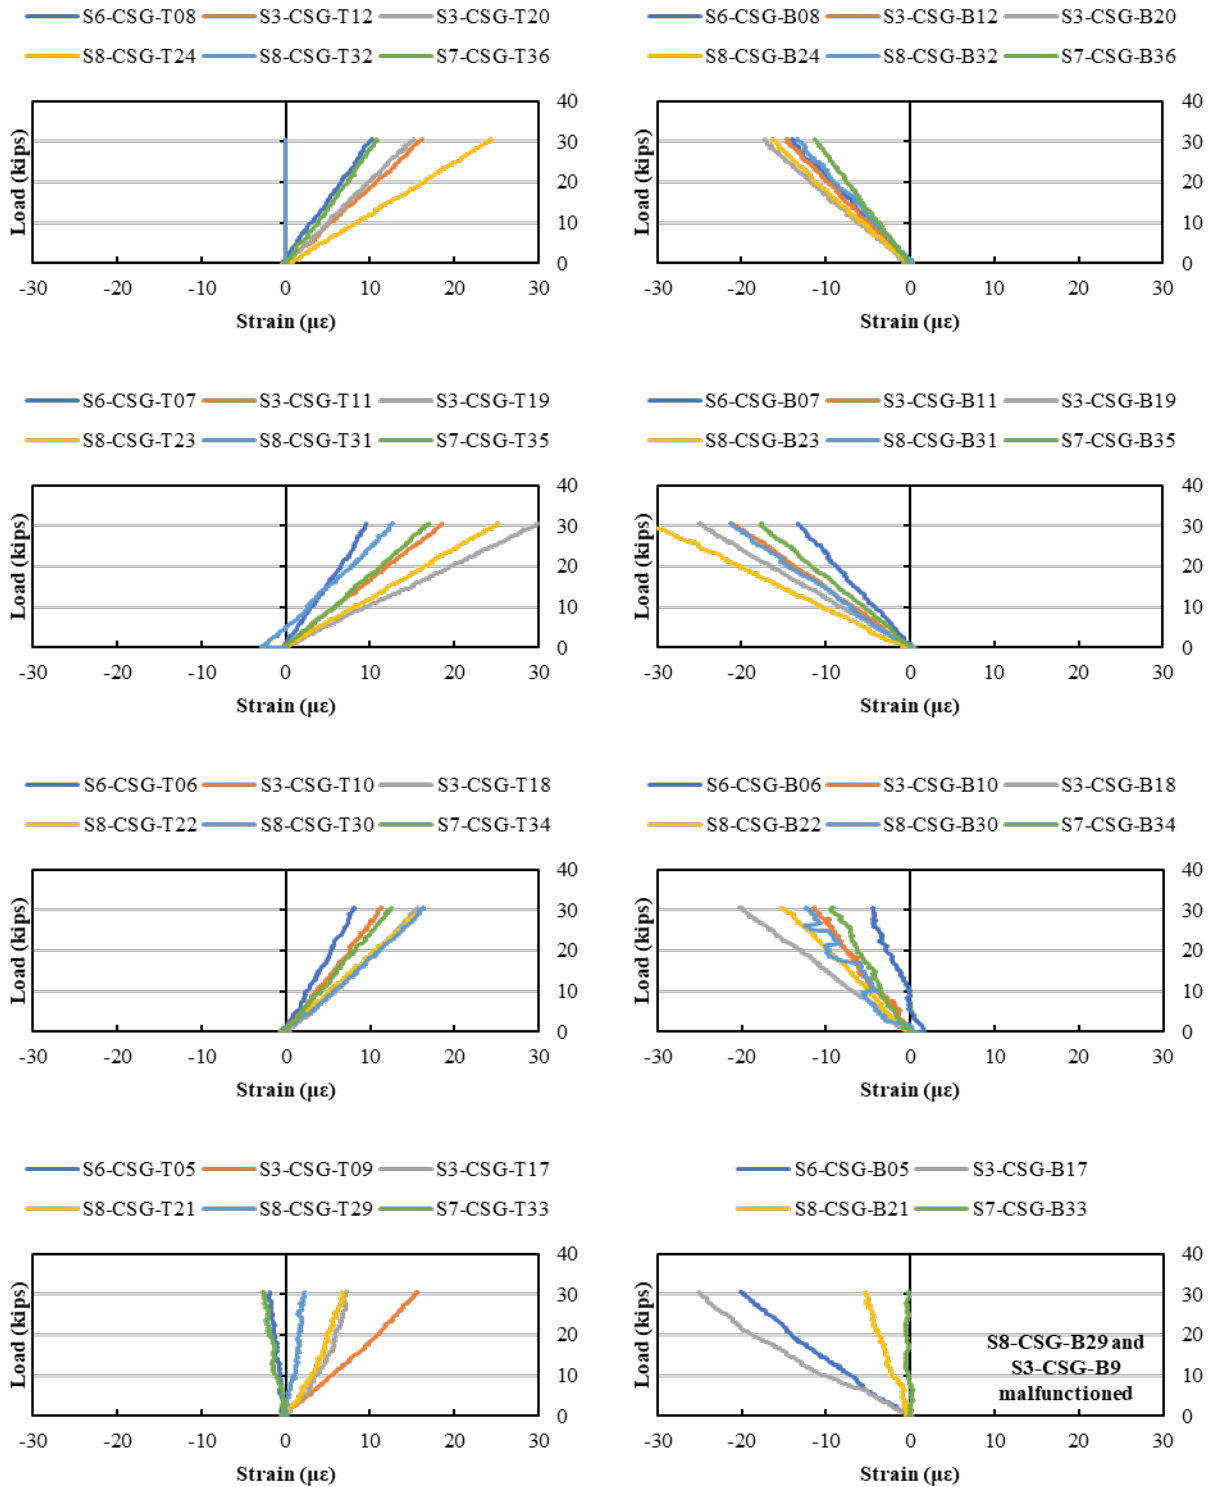 S6-CSG-T08 S3-CSG-T12 S3-CSG-T20
S8-CSG-T24 S8-CSG-T32 S7-CSG-T36
40
30
20
10
0
Load (kips)
-30 -20 -10 0 10 20 30
Strain (με)
S6-CSG-B08 S3-CSG-B12 S3-CSG-B20
S8-CSG-B24 S8-CSG-B32 S7-CSG-B36
40
30
20
10
0
Load (kips)
-30 -20 -10 0 10 20 30
Strain (με)
S6-CSG-T07 S3-CSG-T11 S3-CSG-T19
S8-CSG-T23 S8-CSG-T31 S7-CSG-T35
40
30
20
10
0
Load (kips)
-30 -20 -10 0 10 20 30
Strain (με)
S6-CSG-B07 S3-CSG-B11 S3-CSG-B19
S8-CSG-B23 S8-CSG-B31 S7-CSG-B35
40
30
20
10
0
Load (kips)
-30 -20 -10 0 10 20 30
Strain (με)
S6-CSG-T06 S3-CSG-T10 S3-CSG-T18
S8-CSG-T22 S8-CSG-T30 S7-CSG-T34
40
30
20
10
0
Load (kips)
-30 -20 -10 0 10 20 30
Strain (με)
S6-CSG-B06 S3-CSG-B10 S3-CSG-B18
S8-CSG-B22 S8-CSG-B30 S7-CSG-B34
40
30
20
10
0
Load (kips)
-30 -20 -10 0 10 20 30
Strain (με)
S6-CSG-T05 S3-CSG-T09 S3-CSG-T17
S8-CSG-T21 S8-CSG-T29 S7-CSG-T33
40
30
20
10
0
Load (kips)
-30 -20 -10 0 10 20 30
Strain (με)
S6-CSG-B05 S3-CSG-B17
S8-CSG-B21 S7-CSG-B33
40
30
20
10
0
Load (kips)
S8-CSG-B29 and
S3-CSG-B9
malfunctioned
-30 -20 -10 0 10 20 30
Strain (με)